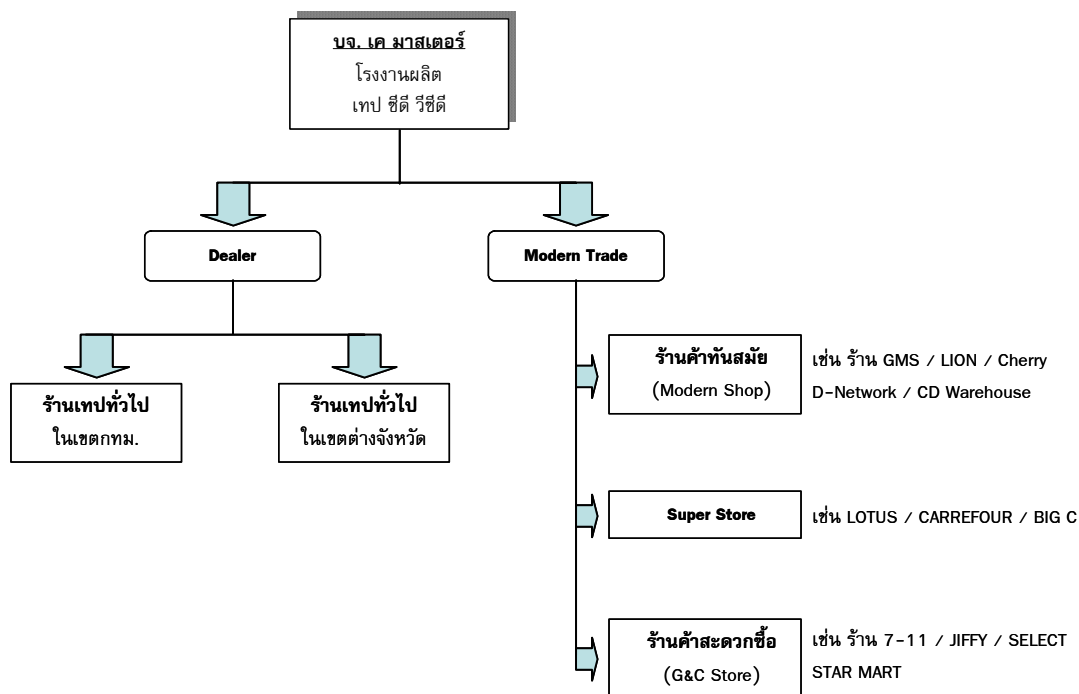 บจ. เค มาสเตอร์
โรงงานผลิต
เทป ซีดี วีซีดี
Dealer
Modern Trade
ร้านเทปทั่วไป
ในเขตกทม.
ร้านเทปทั่วไป
ในเขตต่างจังหวัด
ร้านค้าทันสมัย
(Modern Shop)
เช่น ร้าน GMS / LION / Cherry
D-Network / CD Warehouse
Super Store
เช่น LOTUS / CARREFOUR / BIG C
ร้านค้าสะดวกซื้อ
(G&C Store)
เช่น ร้าน 7-11 / JIFFY / SELECT
STAR MART